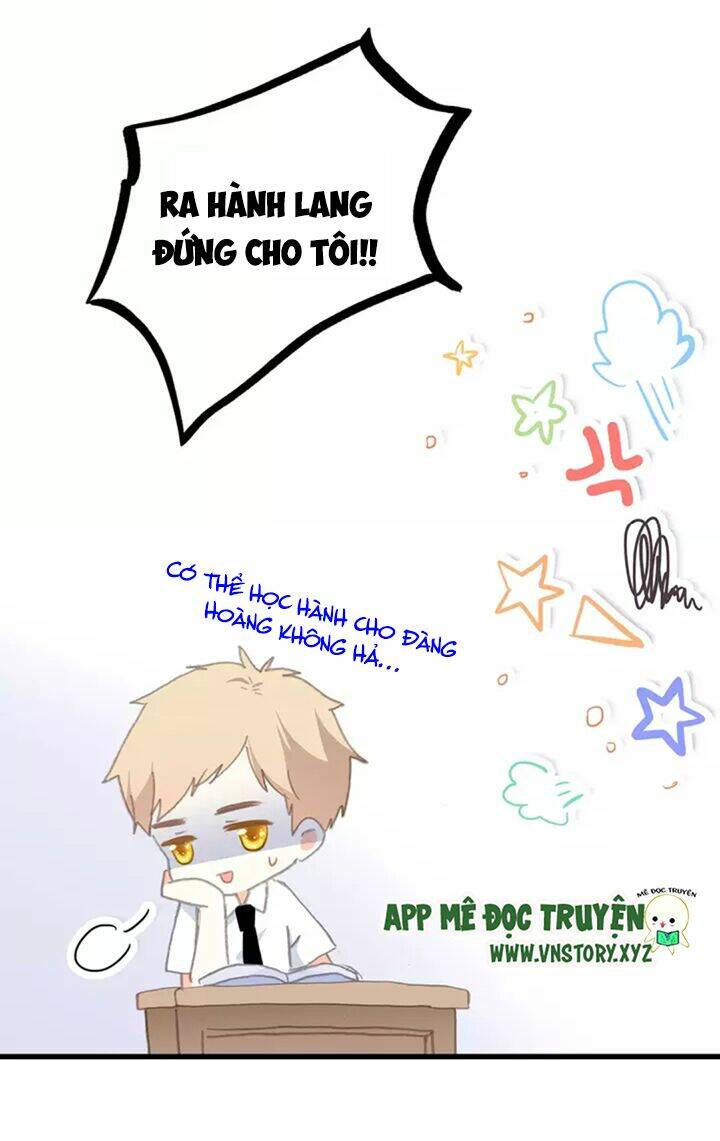 RA HÀNH LANG
ĐỨNG CHO TÔI!!
CÓ THỂ HỌC HÀNH CHO ĐÀNG
HOÀNG KHÔNG HẢ...
MÊ ĐỌC TRUYỆN
APP MÊ ĐỌC TRUYỆN
WWW.VNSTORY.XYZ